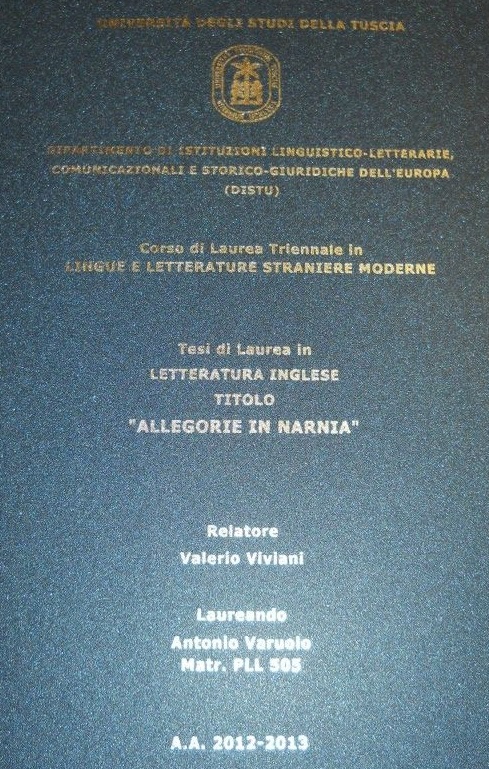 UNIVERSITÀ DEGLI STUDI DELLA TUSCIA
DIPARTIMENTO DI ISTITUZIONI LINGUISTICO-LETTERARIE,
COMUNICAZIONALI E STORICO-GIURIDICHE DELL'EUROPA
(DISTU)
Corso di Laurea Triennale in
LINGUE E LETTERATURE STRANIERE MODERNE
Tesi di Laurea in
LETTERATURA INGLESE
TITOLO
"ALLEGORIE IN NARNIA"
Relatore
Valerio Viviani
Laureando
Antonio Varuolo
Matr. PLL 505
A.A. 2012-2013